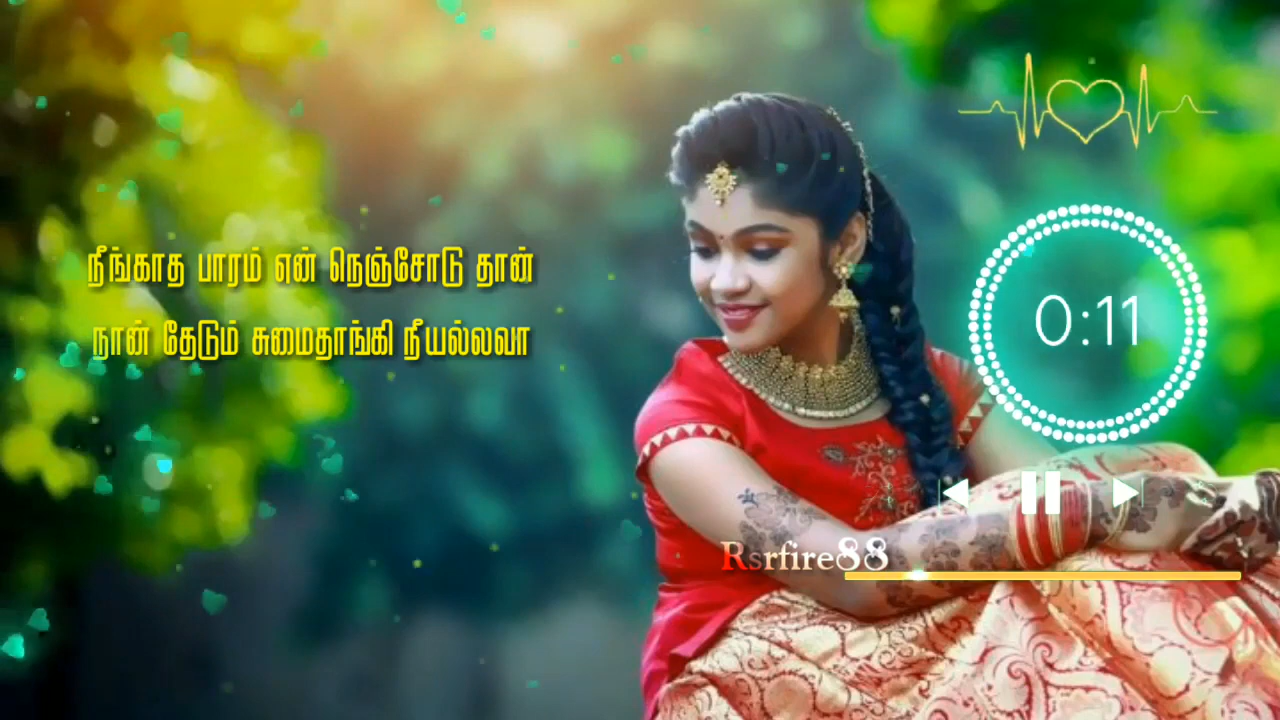 நீங்காத பாரம் என் நெஞ்சோடு தான்
நான் தேடும் சுமைதாங்கி நீயல்லவா
0:11
Rsrfire88